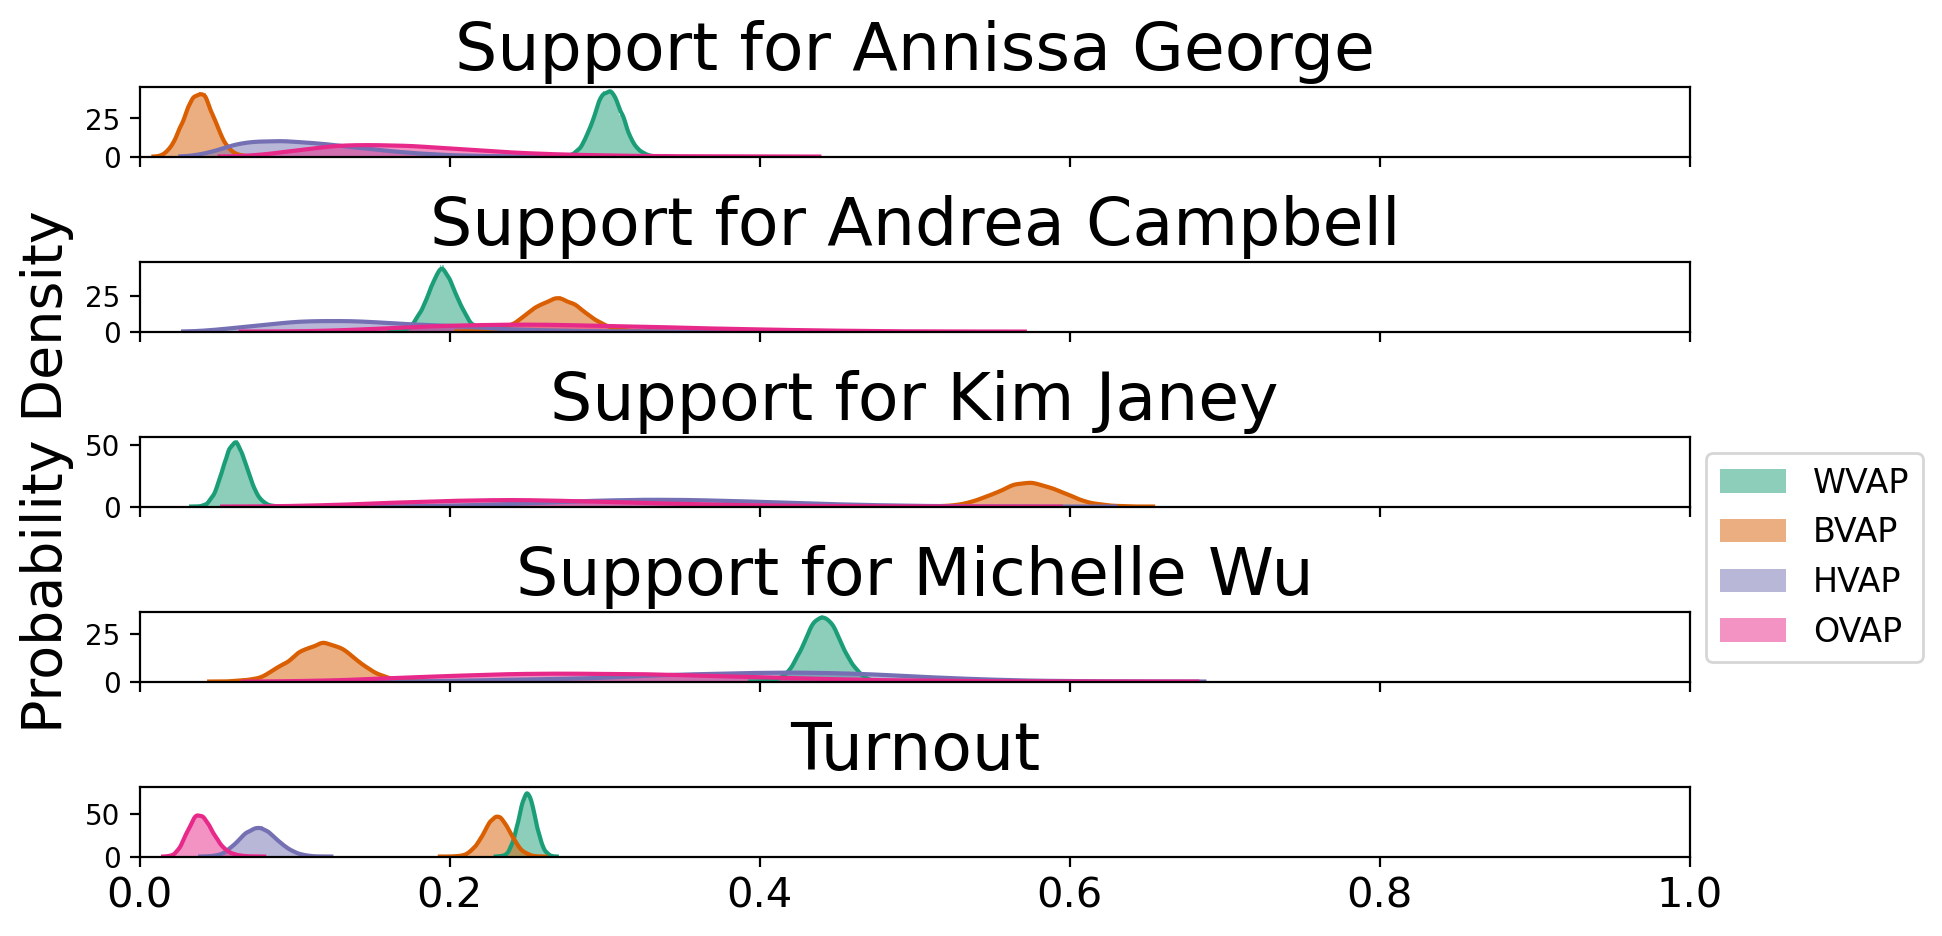 Support for Annissa George
25
0
Support for Andrea Campbell
25
0
Support for Kim Janey
50
0
Support for Michelle Wu
25
0
Turnout
50
0
0.0 0.2 0.4 0.6 0.8 1.0
Probability Density
WVAP
BVAP
HVAP
OVAP